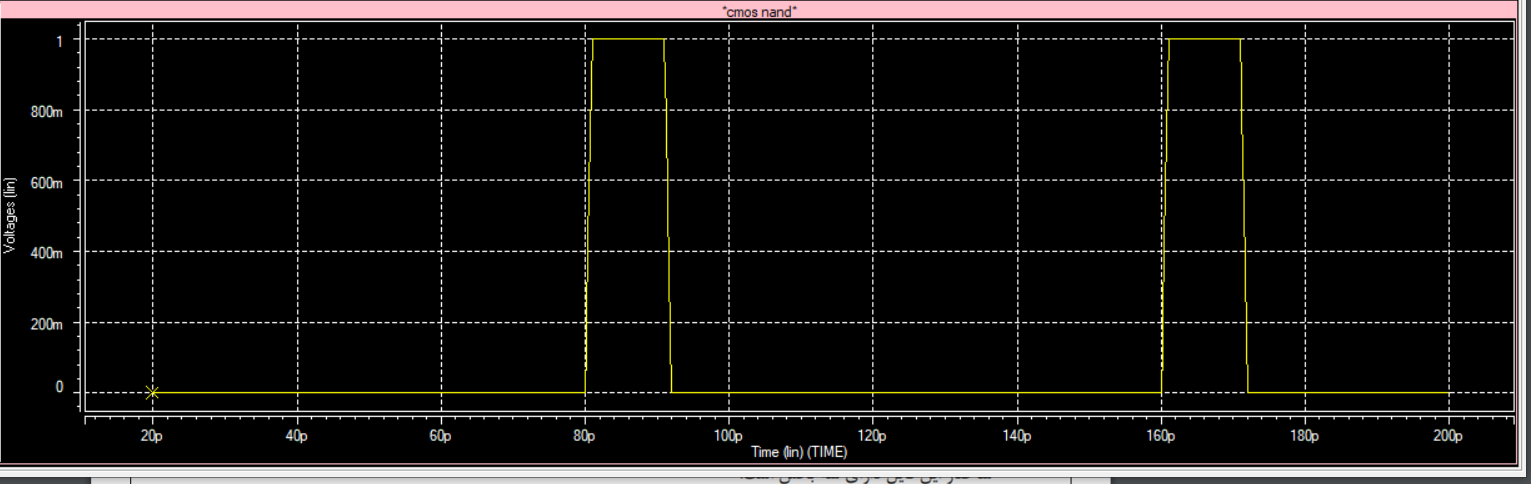 *cmos nand*
1
800m
600m
400m
200m
0
Voltages (lin)
20p 40p 60p 80p 100p 120p 140p 160p 180p 200p
Time (lin) (TIME)